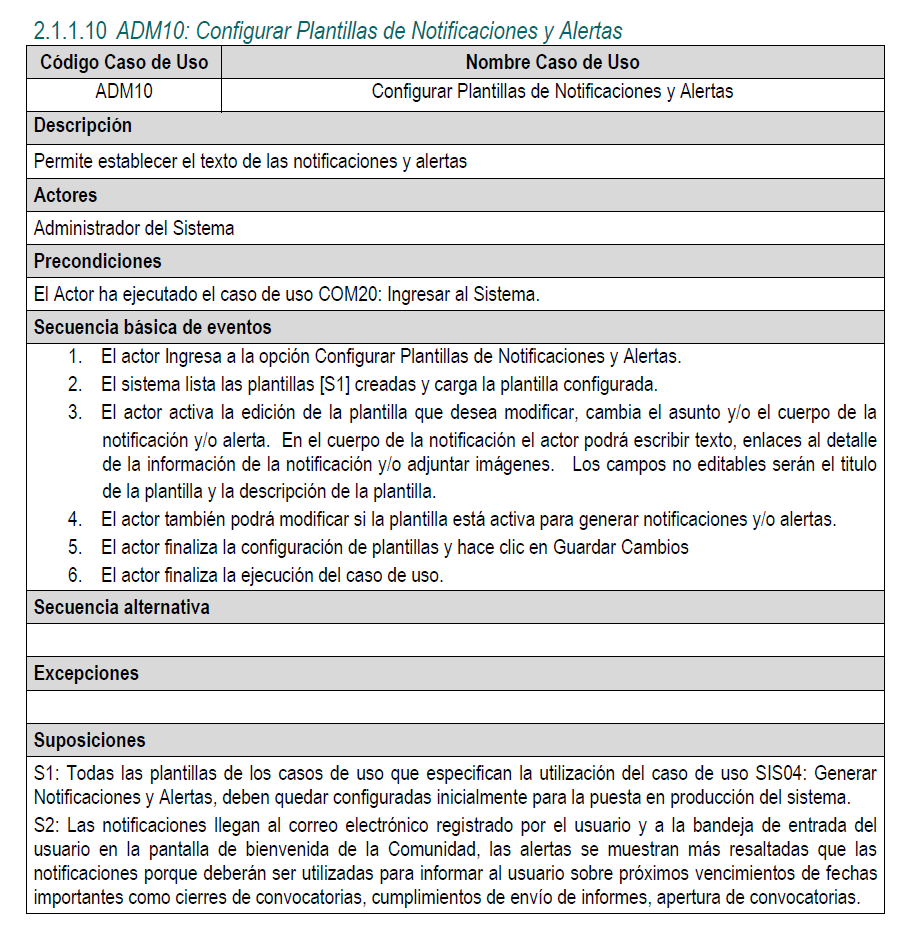 2.1.1.10 ADM10: Configurar Plantillas de Notificaciones y Alertas
Código Caso de Uso
Nombre Caso de Uso
ADM10
Configurar Plantillas de Notificaciones y Alertas
Descripción
Permite establecer el texto de las notificaciones y alertas
Actores
Administrador del Sistema
Precondiciones
El Actor ha ejecutado el caso de uso COM20: Ingresar al Sistema.
Secuencia básica de eventos
1. El actor Ingresa a la opción Configurar Plantillas de Notificaciones y Alertas.
2. El sistema lista las plantillas [S1] creadas y carga la plantilla configurada.
3. El actor activa la edición de la plantilla que desea modificar, cambia el asunto y/o el cuerpo de la
notificación y/o alerta. En el cuerpo de la notificación el actor podrá escribir texto, enlaces al detalle
de la información de la notificación y/o adjuntar imágenes. Los campos no editables serán el titulo
de la plantilla y la descripción de la plantilla.
4. El actor también podrá modificar si la plantilla está activa para generar notificaciones y/o alertas.
5. El actor finaliza la configuración de plantillas y hace clic en Guardar Cambios
6. El actor finaliza la ejecución del caso de uso.
Secuencia alternativa
Excepciones
Suposiciones
S1: Todas las plantillas de los casos de uso que especifican la utilización del caso de uso SIS04: Generar
Notificaciones y Alertas, deben quedar configuradas inicialmente para la puesta en producción del sistema.
S2: Las notificaciones llegan al correo electrónico registrado por el usuario y a la bandeja de entrada del
usuario en la pantalla de bienvenida de la Comunidad, las alertas se muestran más resaltadas que las
notificaciones porque deberán ser utilizadas para informar al usuario sobre próximos vencimientos de fechas
importantes como cierres de convocatorias, cumplimientos de envío de informes, apertura de convocatorias.